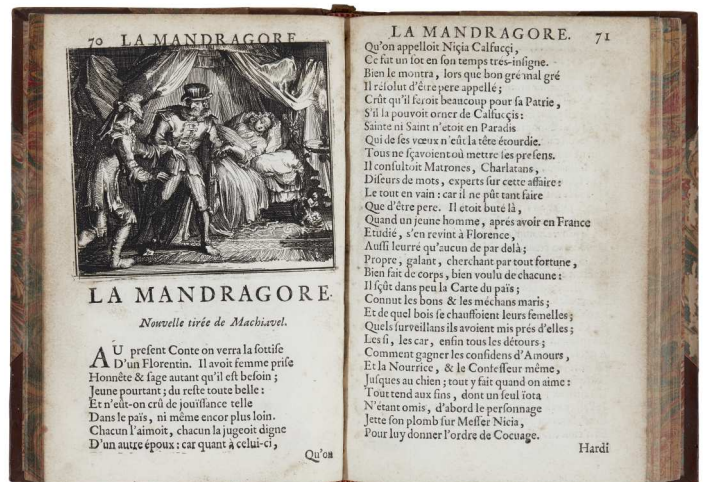 70 LA MANDRAGORE
LA MANDRAGORE.
Nouvelle tirée de Machiavel.
AU present Conte on verra la sottise
D'un Florentin. Il avoit femme prise
Honnête & sage autant qu'il est besoin ;
Jeune pourtant ; du reste toute belle :
Et n'eût-on crû de jouïssance telle
Dans le païs, ni même encor plus loin.
Chacun l'aimoit, chacun la jugeoit digne
D'un autre époux : car quant à celui-ci,
Qu'on
LA MANDRAGORE. 71
Qu'on appelloit Niçia Calfucçi,
Ce fut un sot en son temps tres-insigne.
Bien le montra, lors que bon gré mal gré
Il résolut d'être pere appellé ;
Crût qu'il feroit beaucoup pour sa Patrie,
S'il la pouvoit orner de Calfucçis :
Sainte ni Saint n'etoit en Paradis
Qui de ses vœux n'eût la tête étourdie.
Tous ne sçavoient où mettre ses presens.
Il consultoit Matrones, Charlatans,
Diseurs de mots, experts sur cette affaire :
Le tout en vain : car il ne pût tant faire
Que d'être pere. Il étoit buté là,
Quand un jeune homme, aprés avoir en France
Etudié, s'en revint à Florence,
Aussi leurré qu'aucun de par delà ;
Propre, galant, cherchant par tout fortune,
Bien fait de corps, bien voulu de chacune :
Il sçût dans peu la Carte du païs ;
Connut les bons & les méchans maris ;
Et de quel bois se chauffoient leurs femelles ;
Quels surveillans ils avoient mis prés d'elles ;
Les si, les car, enfin tous les détours ;
Comment gagner les confidens d'Amours,
Et la Nourrice, & le Confesseur même,
Jusques au chien ; tout y fait quand on aime :
Tout tend aux fins, dont un seul ïota
N'étant omis, d'abord le personnage
Jette son plomb sur Messer Nicia,
Pour luy donner l'ordre de Cocuage.
Hardi